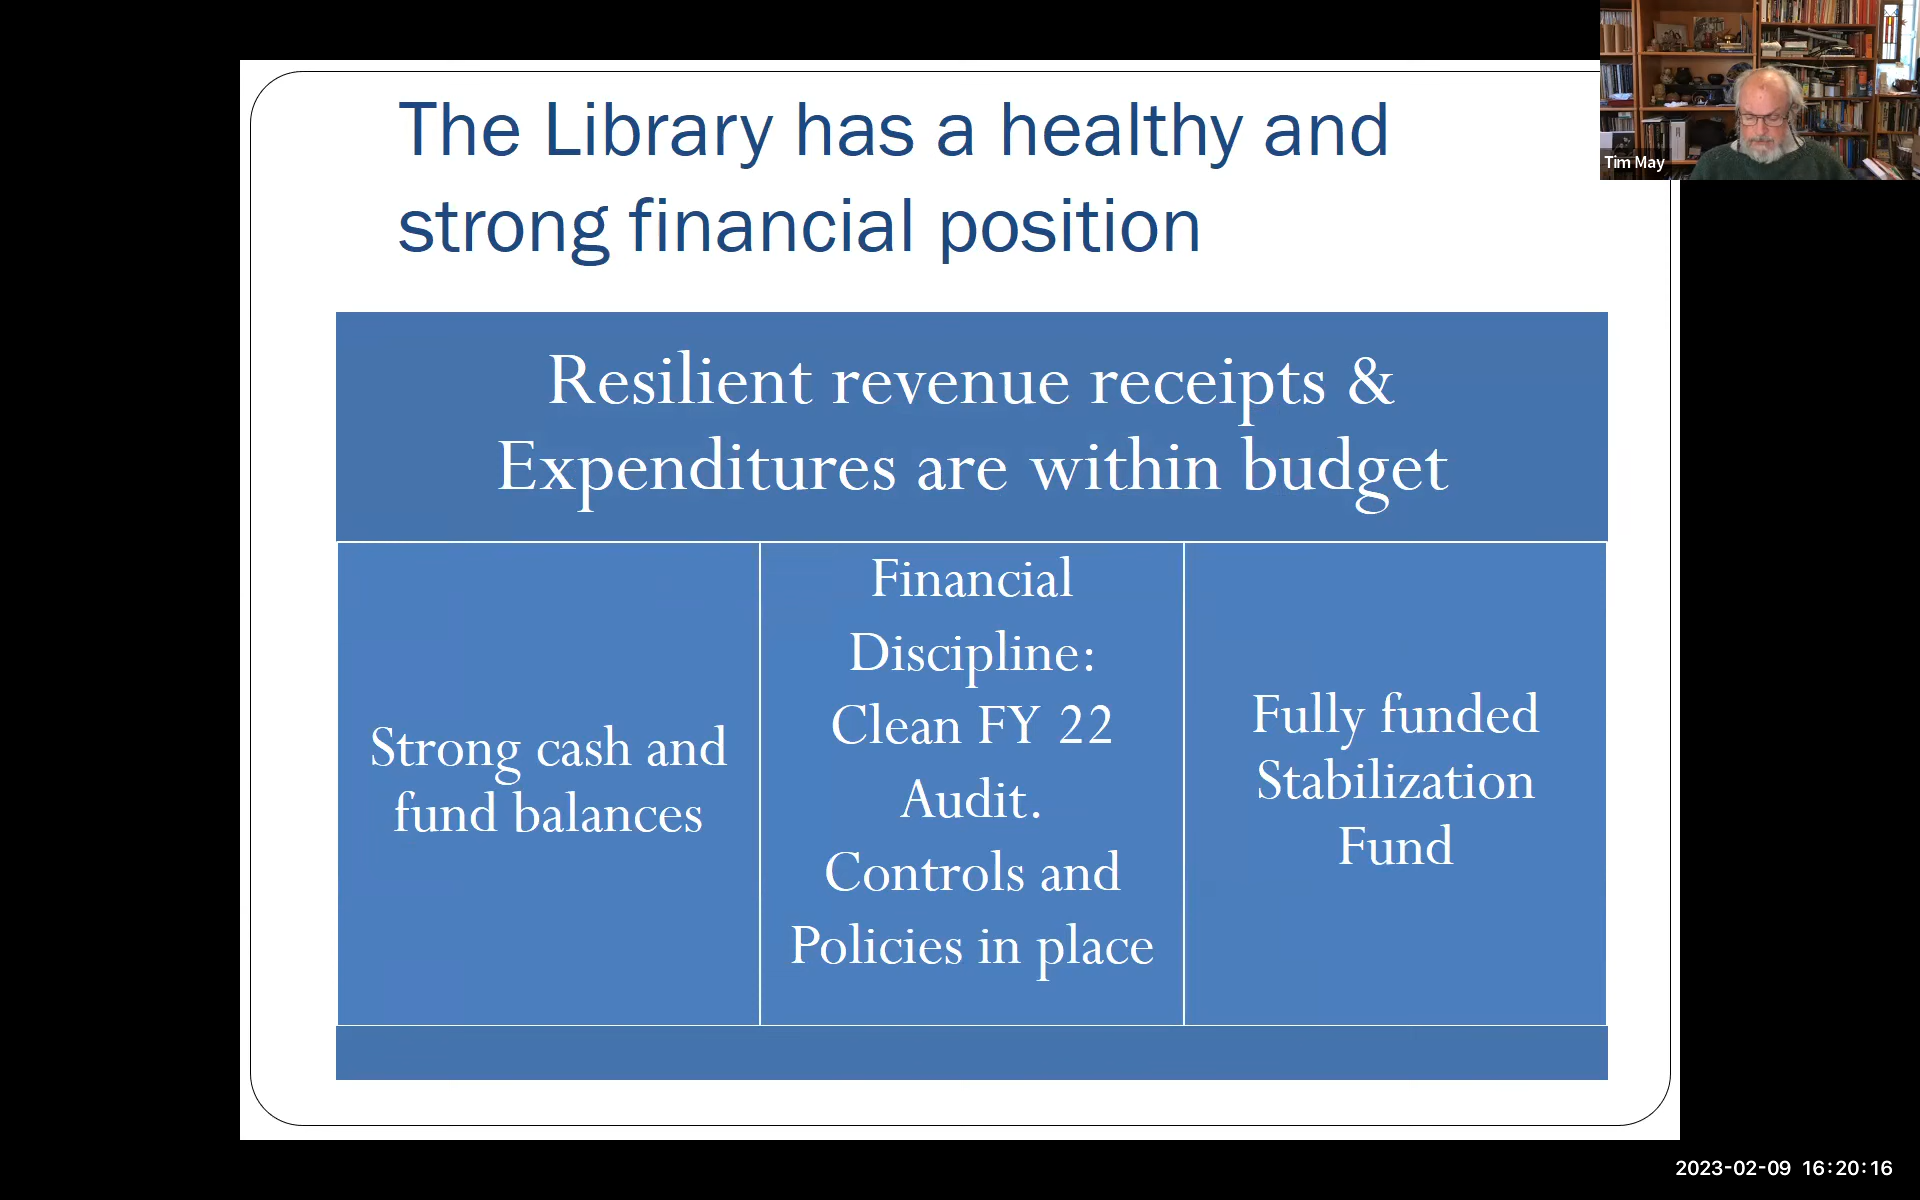 The Library has a healthy and
strong financial position
Tim May
Resilient revenue receipts &
Expenditures are within budget
Strong cash and
fund balances
Financial
Discipline:
Clean FY 22
Audit.
Controls and
Policies in place
Fully funded
Stabilization
Fund
2023-02-09 16:20:16